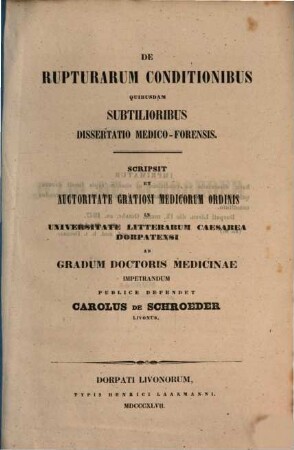 DE
RUPTURARUM CONDITIONIBUS
QUIBUSDAM
SUBTILIORIBUS
DISSERTATIO MEDICO-FORENSIS.
SCRIPSIT
ET
AUCTORITATE GRATIOSI MEDICORUM ORDINIS
IN
UNIVERSITATE LITTERARUM CAESAREA
DORPATENSI
AD
GRADUM DOCTORIS MEDICINAE
IMPETRANDUM
PUBLICE DEFENDET
CAROLUS DE SCHROEDER
LIVONUS.
DORPATI LIVONORUM,
TYPIS HENRICI LAAKMANNI.
MDCCCXLVII.